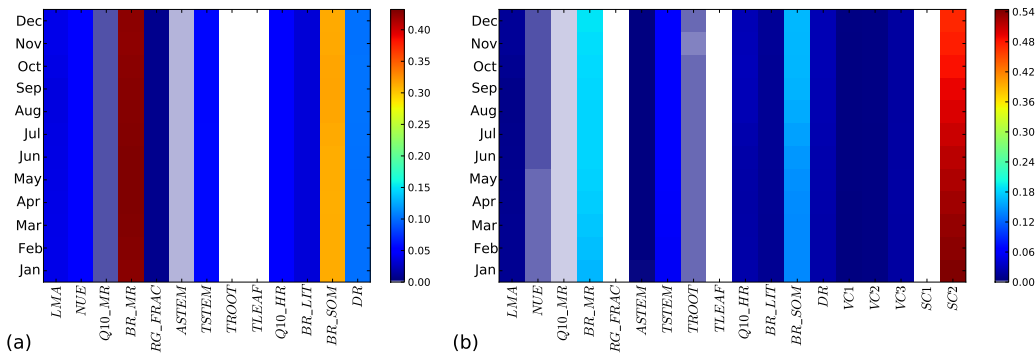 Dec
Nov
Oct
Sep
Aug
Jul
Jun
May
Apr
Mar
Feb
Jan
LMA
NUE
Q10_MR
BR_MR
RG_FRAC
ASTEM
TSTEM
TROOT
TLEAF
Q10_HR
BR_LIT
BR_SOM
DR
0.40
0.35
0.30
0.25
0.20
0.15
0.10
0.05
0.00
(a)
Dec
Nov
Oct
Sep
Aug
Jul
Jun
May
Apr
Mar
Feb
Jan
LMA
NUE
Q10_MR
BR_MR
RG_FRAC
ASTEM
TSTEM
TROOT
TLEAF
Q10_HR
BR_LIT
BR_SOM
DR
VC1
VC2
VC3
SC1
SC2
0.54
0.48
0.42
0.36
0.30
0.24
0.18
0.12
0.06
0.00
(b)